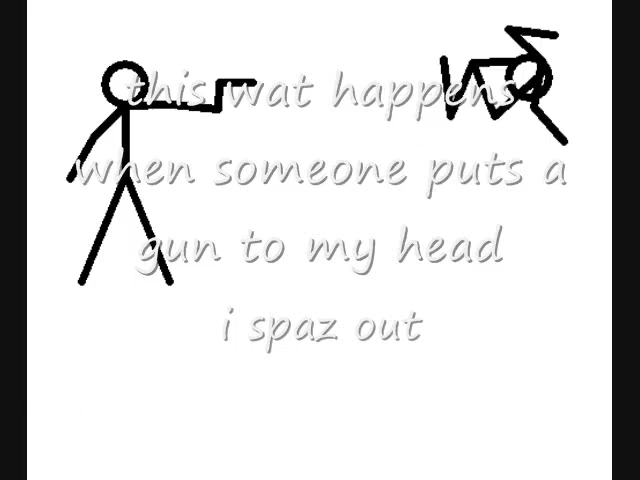 this wat happens
when someone puts a
gun to my head
i spaz out